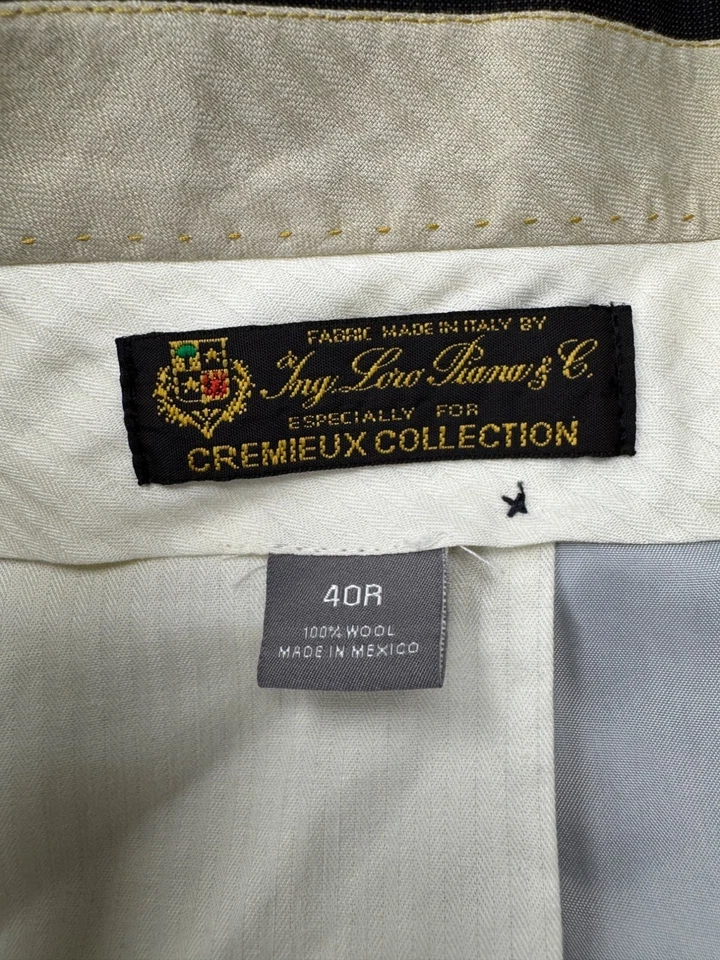 FABRIC MADE IN ITALY BY
Ing. Loro Piana & C.
ESPECIALLY FOR
CREMIEUX COLLECTION
40R
100% WOOL
MADE IN MEXICO